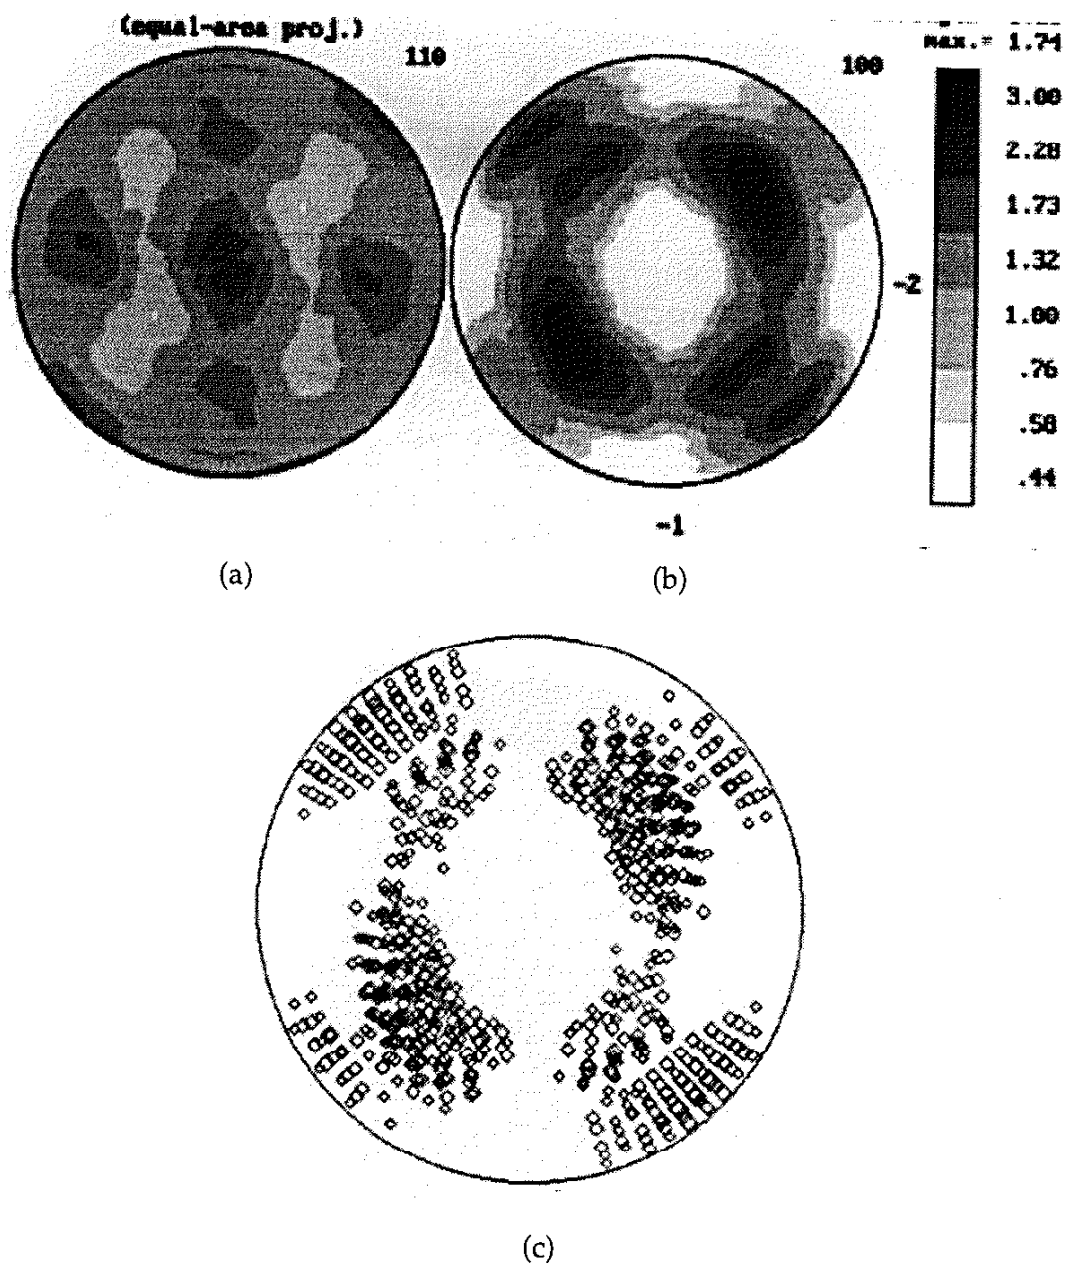 (equal-area proj.)
110
100
max.= 1.74
3.00
2.28
1.73
1.32
1.00
.76
.58
.44
-2
-1
(a)
(b)
(c)